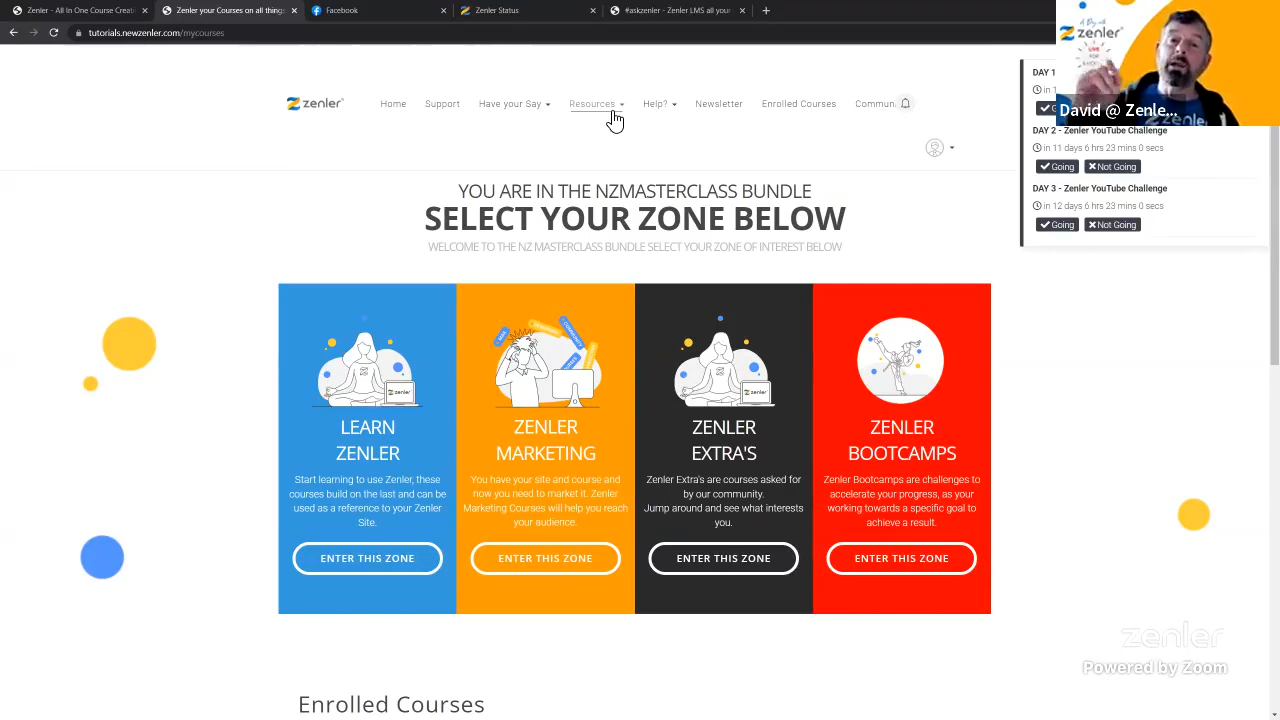 Zenler - All In One Course Creati
Zenler your Courses on all things
Facebook
Zenler Status
#askzenler - Zenler LMS all your
tutorials.newzenler.com/mycourses
zenler
Home
Support
Have your Say
Resources
Help?
Newsletter
Enrolled Courses
Commun
zenler
LIVE
David @ Zenle...
DAY 1
DAY 2 - Zenler YouTube Challenge
in 11 days 6 hrs 23 mins 0 secs
Going
Not Going
DAY 3 - Zenler YouTube Challenge
in 12 days 6 hrs 23 mins 0 secs
Going
Not Going
YOU ARE IN THE NZMASTERCLASS BUNDLE
SELECT YOUR ZONE BELOW
WELCOME TO THE NZ MASTERCLASS BUNDLE SELECT YOUR ZONE OF INTEREST BELOW
LEARN
ZENLER
Start learning to use Zenler, these
courses build on the last and can be
used as a reference to your Zenler
Site.
ENTER THIS ZONE
ZENLER
MARKETING
You have your site and course and
now you need to market it. Zenler
Marketing Courses will help you reach
your audience.
ENTER THIS ZONE
ZENLER
EXTRA'S
Zenler Extra's are courses asked for
by our community.
Jump around and see what interests
you.
ENTER THIS ZONE
ZENLER
BOOTCAMPS
Zenler Bootcamps are challenges to
accelerate your progress, as your
working towards a specific goal to
achieve a result.
ENTER THIS ZONE
Enrolled Courses
zenler
Powered by Zoom